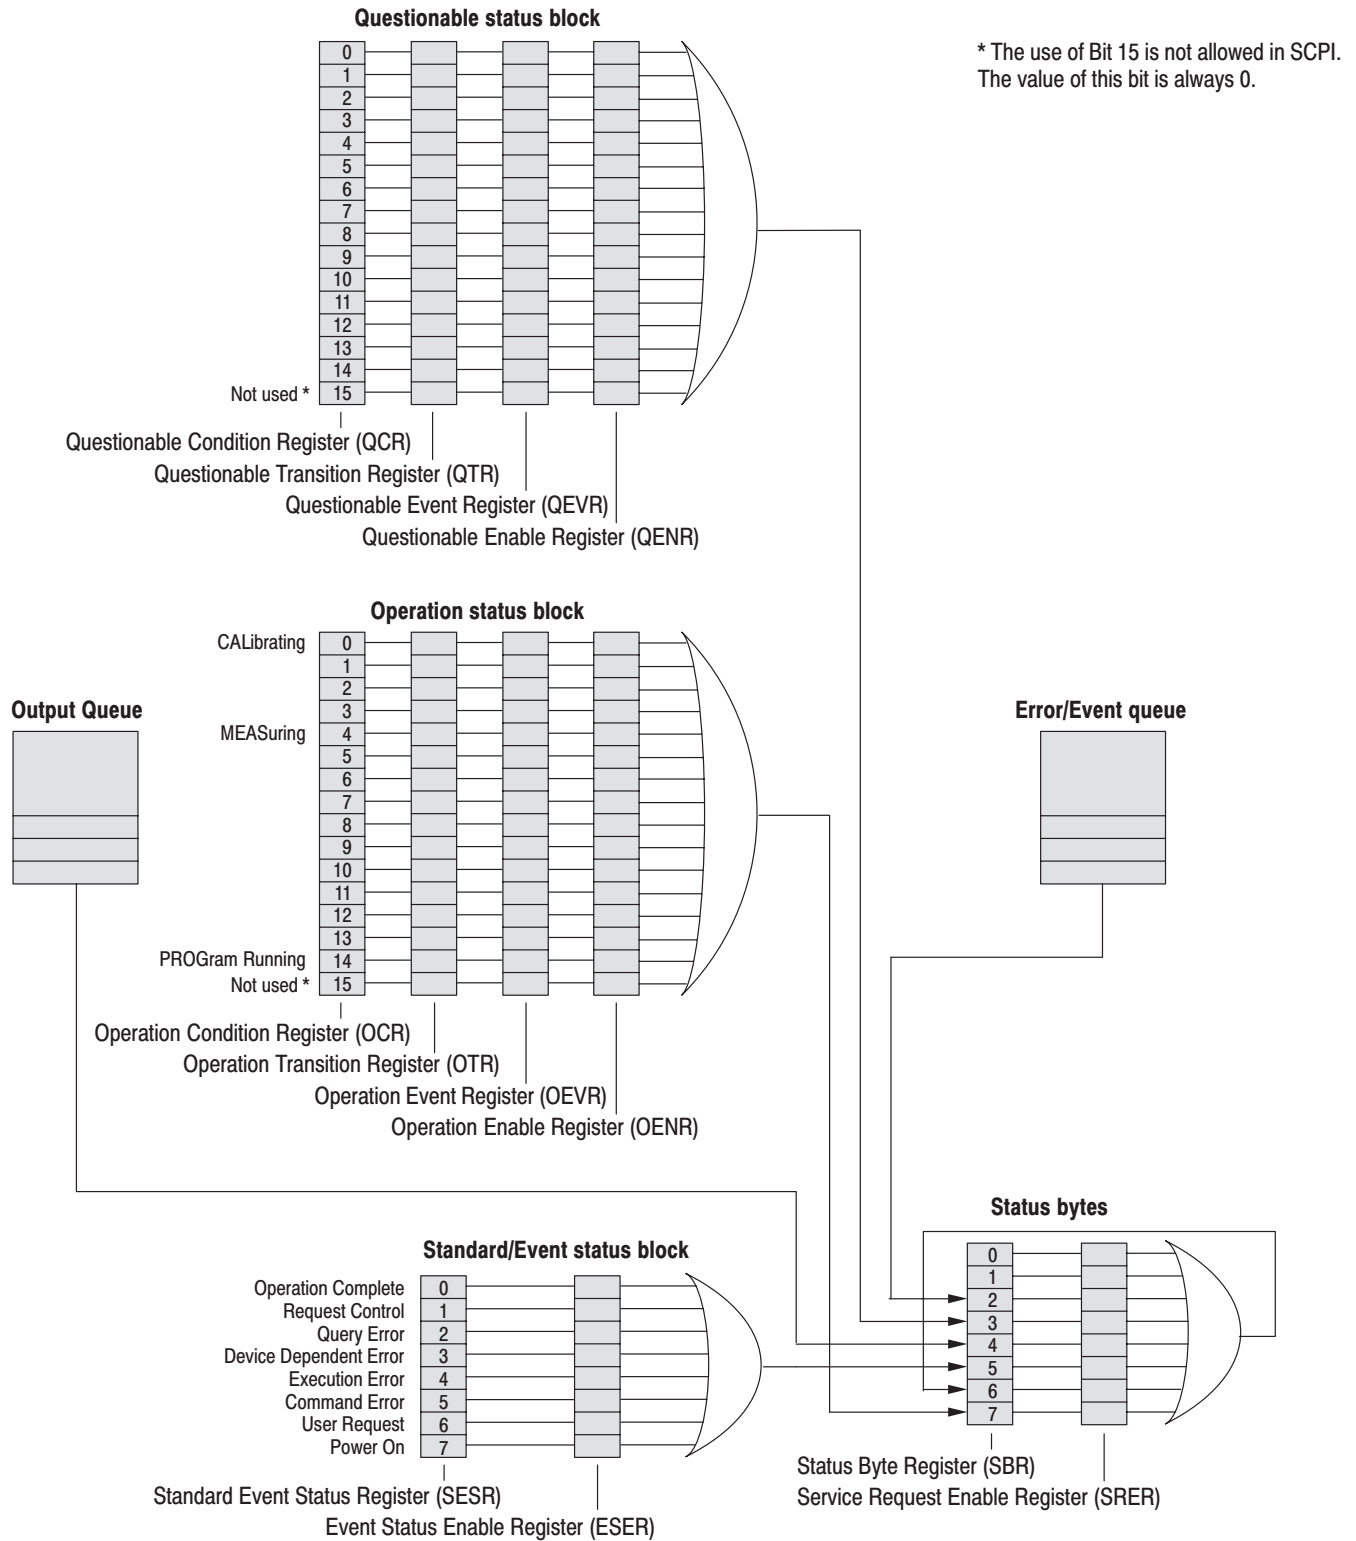 Questionable status block
* The use of Bit 15 is not allowed in SCPI.
The value of this bit is always 0.
0
1
2
3
4
5
6
7
8
9
10
11
12
13
14
Not used * 15
Questionable Condition Register (QCR)
Questionable Transition Register (QTR)
Questionable Event Register (QEVR)
Questionable Enable Register (QENR)
Operation status block
CALibrating 0
1
2
3
MEASuring 4
5
6
7
8
9
10
11
12
13
PROGram Running 14
Not used * 15
Output Queue
Error/Event queue
Operation Condition Register (OCR)
Operation Transition Register (OTR)
Operation Event Register (OEVR)
Operation Enable Register (OENR)
Standard/Event status block
Operation Complete 0
Request Control 1
Query Error 2
Device Dependent Error 3
Execution Error 4
Command Error 5
User Request 6
Power On 7
Standard Event Status Register (SESR)
Event Status Enable Register (ESER)
Status bytes
0
1
2
3
4
5
6
7
Status Byte Register (SBR)
Service Request Enable Register (SRER)